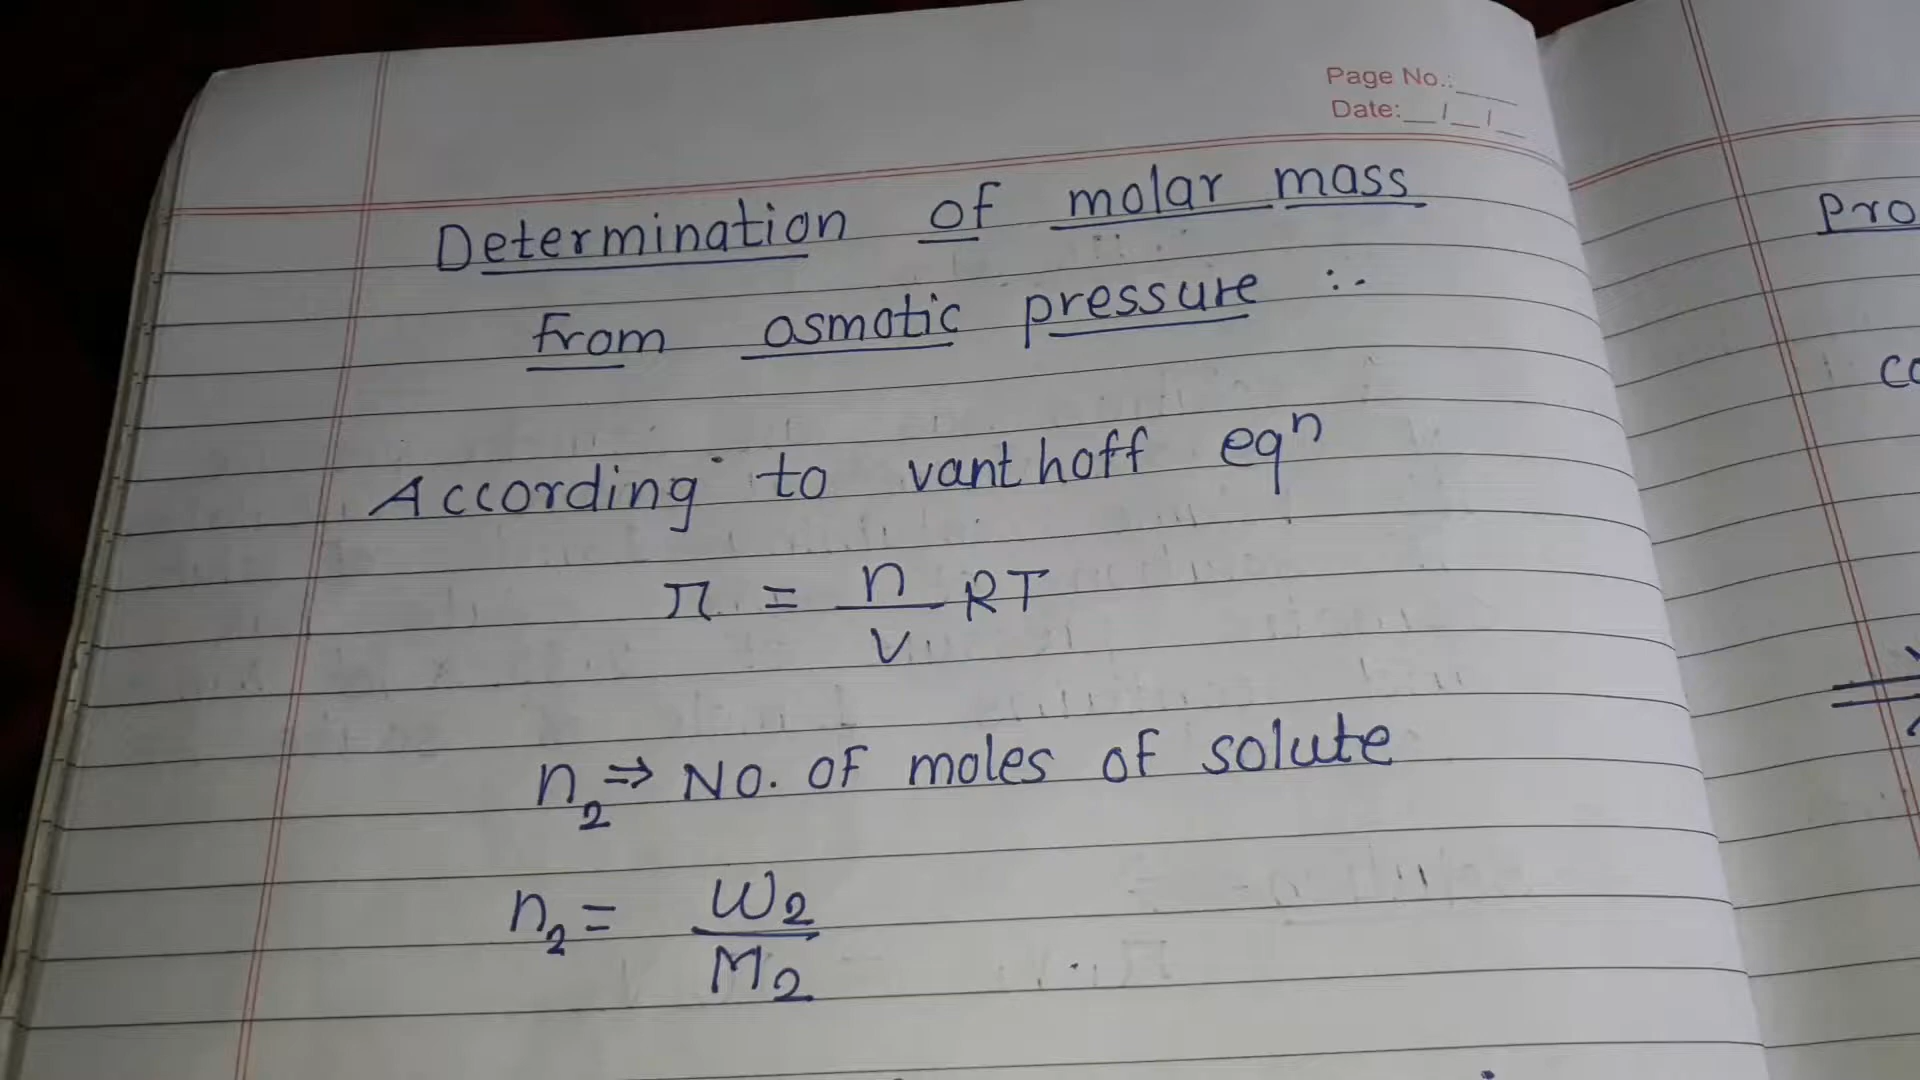 Page No.:
Date: / /
Determination of molar mass
from osmotic pressure :-
According to vant hoff eqⁿ
π = n/V RT
n₂ ⇒ No. of moles of solute
n₂ = W₂/M₂
Pro
CO